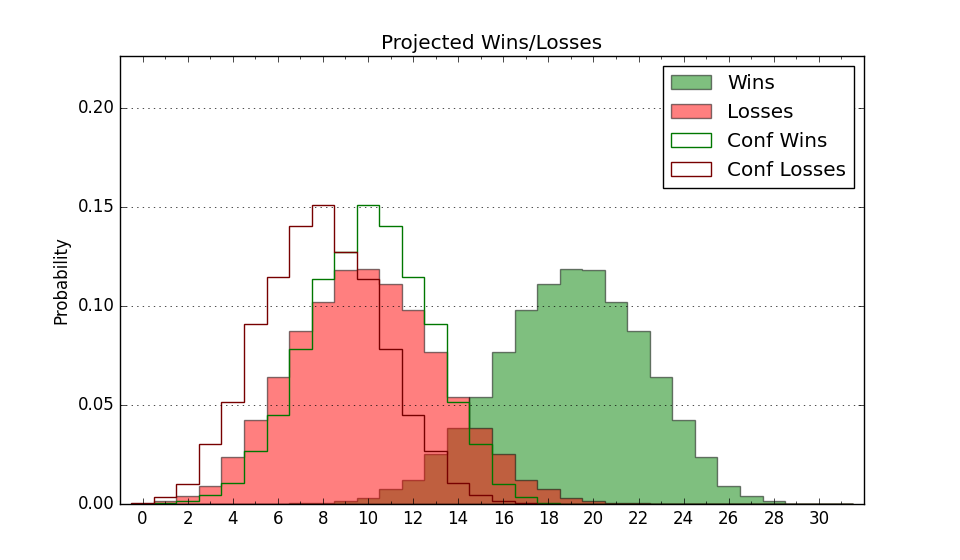 Projected Wins/Losses
Wins
Losses
Conf Wins
Conf Losses
Probability
0.20
0.15
0.10
0.05
0.00
0 2 4 6 8 10 12 14 16 18 20 22 24 26 28 30